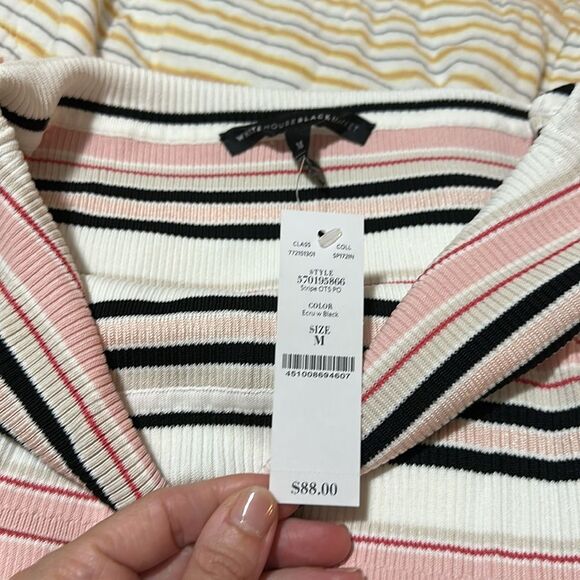 WHITE HOUSE BLACK MARKET
M
CLASS COLL
772151901 SP172IN
STYLE
570195866
Stripe OTS PO
COLOR
Ecru w Black
SIZE
M
451008694607
$88.00